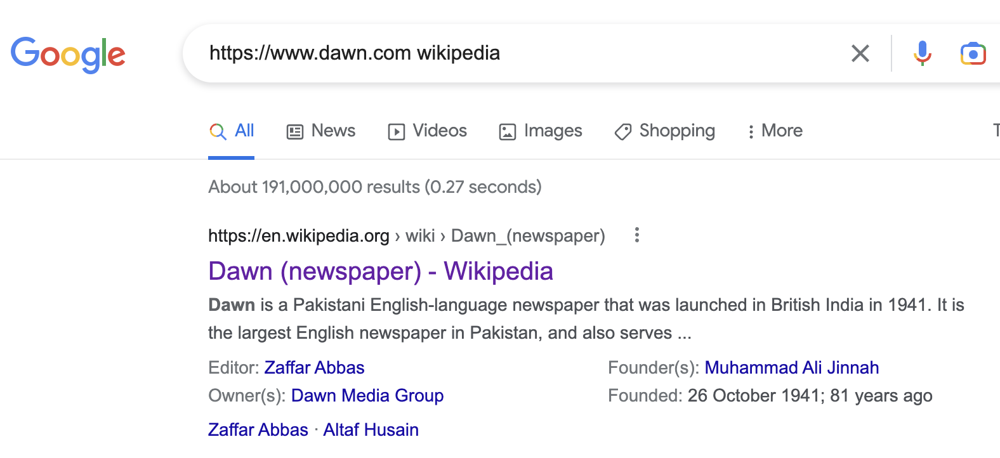 Google
https://www.dawn.com wikipedia
All News Videos Images Shopping More T
About 191,000,000 results (0.27 seconds)
https://en.wikipedia.org › wiki › Dawn_(newspaper)
Dawn (newspaper) - Wikipedia
Dawn is a Pakistani English-language newspaper that was launched in British India in 1941. It is
the largest English newspaper in Pakistan, and also serves ...
Editor: Zaffar Abbas Founder(s): Muhammad Ali Jinnah
Owner(s): Dawn Media Group Founded: 26 October 1941; 81 years ago
Zaffar Abbas · Altaf Husain